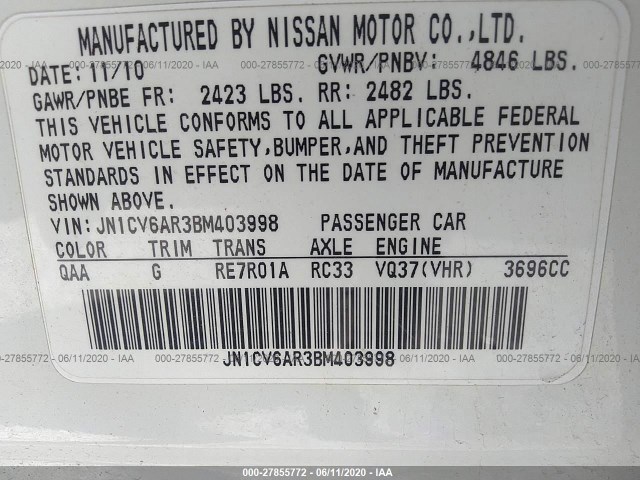 MANUFACTURED BY NISSAN MOTOR CO.,LTD.
DATE: 11/10 GVWR/PNBV: 4846 LBS.
GAWR/PNBE FR: 2423 LBS. RR: 2482 LBS.
THIS VEHICLE CONFORMS TO ALL APPLICABLE FEDERAL
MOTOR VEHICLE SAFETY,BUMPER,AND THEFT PREVENTION
STANDARDS IN EFFECT ON THE DATE OF MANUFACTURE
SHOWN ABOVE.
VIN:JN1CV6AR3BM403998 PASSENGER CAR
COLOR TRIM TRANS AXLE ENGINE
QAA G RE7R01A RC33 VQ37(VHR) 3696CC
JN1CV6AR3BM403998
000-27855772 - 06/11/2020 - IAA